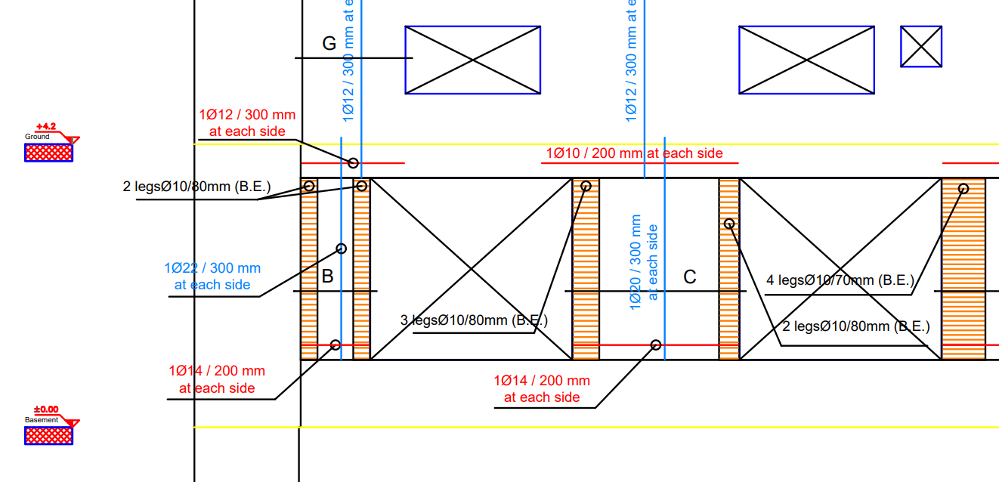 1Ø12 / 300 mm at e
1Ø12 / 300 mm at e
G
1Ø12 / 300 mm
at each side
+4.2
Ground
1Ø10 / 200 mm at each side
2 legsØ10/80mm (B.E.)
1Ø22 / 300 mm
at each side
B
1Ø20 / 300 mm
at each side
C
4 legsØ10/70mm (B.E.)
3 legsØ10/80mm (B.E.)
2 legsØ10/80mm (B.E.)
1Ø14 / 200 mm
at each side
1Ø14 / 200 mm
at each side
±0.00
Basement